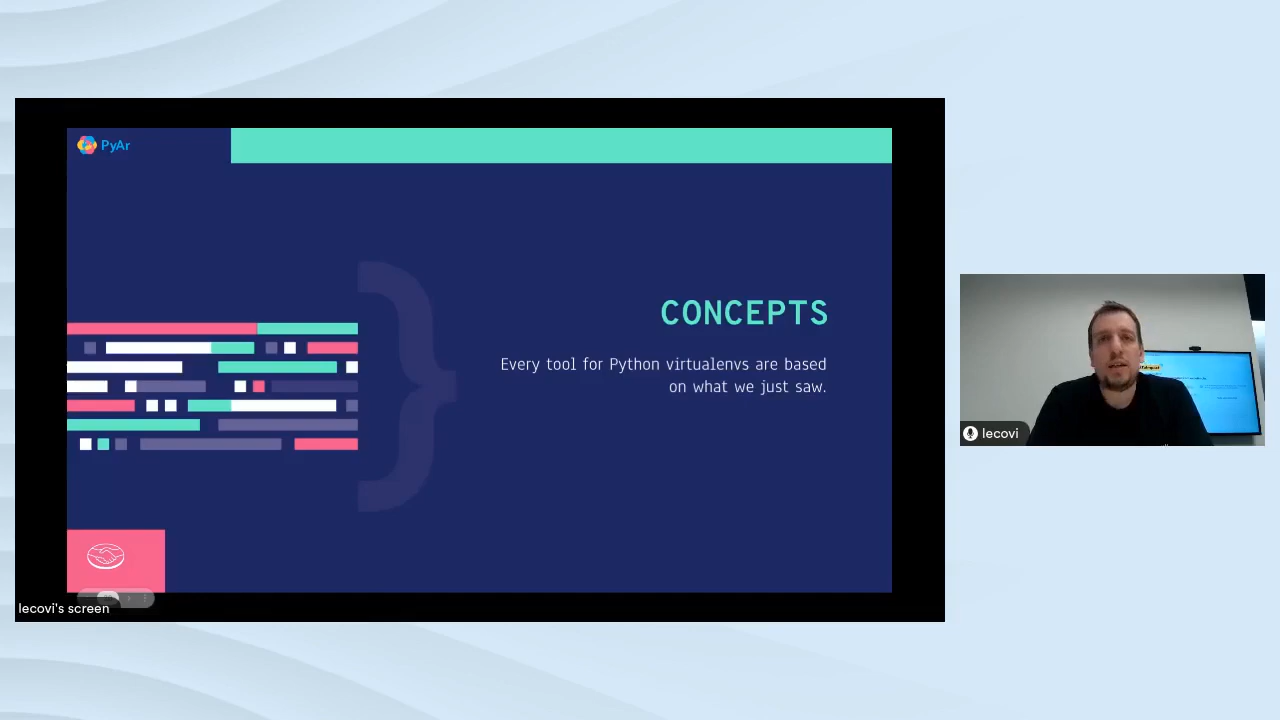 PyAr
CONCEPTS
Every tool for Python virtualenvs are based
on what we just saw.
lecovi
lecovi's screen